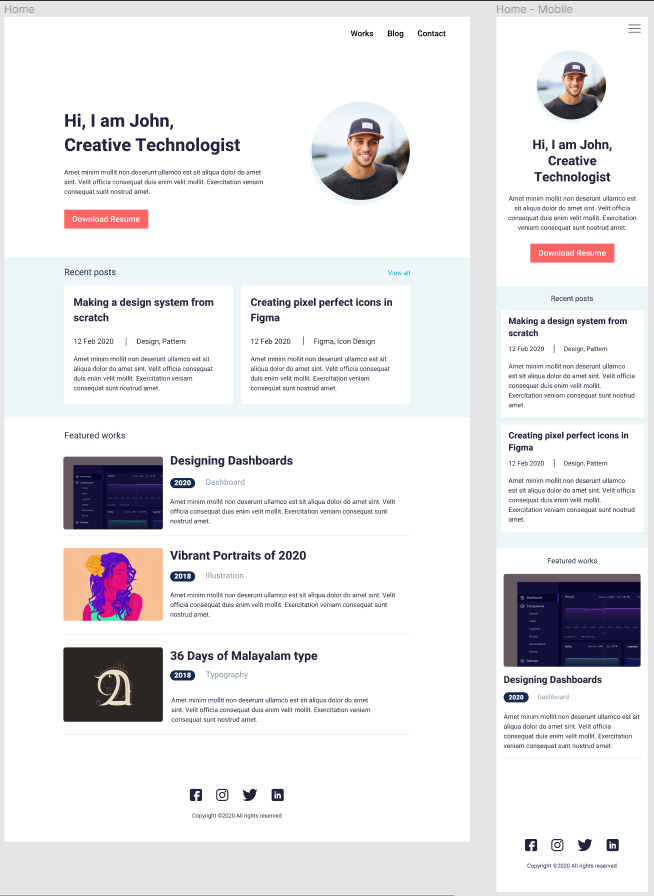 Home
Works Blog Contact
Hi, I am John,
Creative Technologist
Amet minim mollit non deserunt ullamco est sit aliqua dolor do amet
sint. Velit officia consequat duis enim velit mollit. Exercitation veniam
consequat sunt nostrud amet.
Download Resume
Recent posts
View all
Making a design system from
scratch
12 Feb 2020 | Design, Pattern
Amet minim mollit non deserunt ullamco est sit
aliqua dolor do amet sint. Velit officia consequat
duis enim velit mollit. Exercitation veniam
consequat sunt nostrud amet.
Creating pixel perfect icons in
Figma
12 Feb 2020 | Figma, Icon Design
Amet minim mollit non deserunt ullamco est sit
aliqua dolor do amet sint. Velit officia consequat
duis enim velit mollit. Exercitation veniam
consequat sunt nostrud amet.
Featured works
Designing Dashboards
2020 Dashboard
Amet minim mollit non deserunt ullamco est sit aliqua dolor do amet sint. Velit
officia consequat duis enim velit mollit. Exercitation veniam consequat sunt
nostrud amet.
Vibrant Portraits of 2020
2018 Illustration
Amet minim mollit non deserunt ullamco est sit aliqua dolor do amet sint. Velit
officia consequat duis enim velit mollit. Exercitation veniam consequat sunt
nostrud amet.
36 Days of Malayalam type
2018 Typography
Amet minim mollit non deserunt ullamco est sit aliqua dolor do amet
sint. Velit officia consequat duis enim velit mollit. Exercitation veniam
consequat sunt nostrud amet.
Copyright ©2020 All rights reserved
Home - Mobile
Hi, I am John,
Creative
Technologist
Amet minim mollit non deserunt ullamco est
sit aliqua dolor do amet sint. Velit officia
consequat duis enim velit mollit. Exercitation
veniam consequat sunt nostrud amet.
Download Resume
Recent posts
Making a design system from
scratch
12 Feb 2020 | Design, Pattern
Amet minim mollit non deserunt ullamco
est sit aliqua dolor do amet sint. Velit officia
consequat duis enim velit mollit.
Exercitation veniam consequat sunt nostrud
amet.
Creating pixel perfect icons in
Figma
12 Feb 2020 | Design, Pattern
Amet minim mollit non deserunt ullamco
est sit aliqua dolor do amet sint. Velit officia
consequat duis enim velit mollit.
Exercitation veniam consequat sunt nostrud
amet.
Featured works
Dashboard
Components
Settings
Designing Dashboards
2020 Dashboard
Amet minim mollit non deserunt ullamco est sit
aliqua dolor do amet sint. Velit officia
consequat duis enim velit mollit. Exercitation
veniam consequat sunt nostrud amet.
Copyright ©2020 All rights reserved